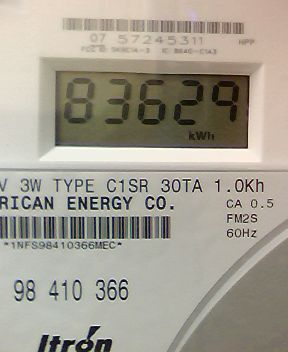 07 57245311 HPP
83629
kWh
V 3W TYPE C1SR 30TA 1.0Kh
RICAN ENERGY CO. CA 0.5
FM2S
60Hz
*1NFS98410366MEC*
98 410 366
Itron